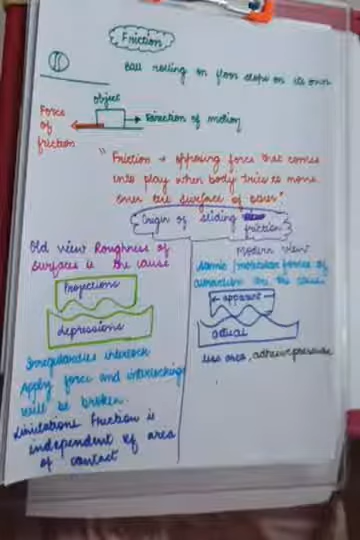 Friction
Ball rolling on floor stops on its own
object
Force of friction
Direction of motion
"Friction → opposing force that comes
into play when body tries to move
over the surface of other"
Origin of sliding friction
Old view Roughness of
surfaces is the cause
Projections
depressions
Irregularities interlock
Apply force and interlocking
will be broken.
Limitations Friction is
independent of area
of contact
Modern view
Atomic/molecular forces of
attraction are the cause
apparent
actual
less area, adhesive pressure